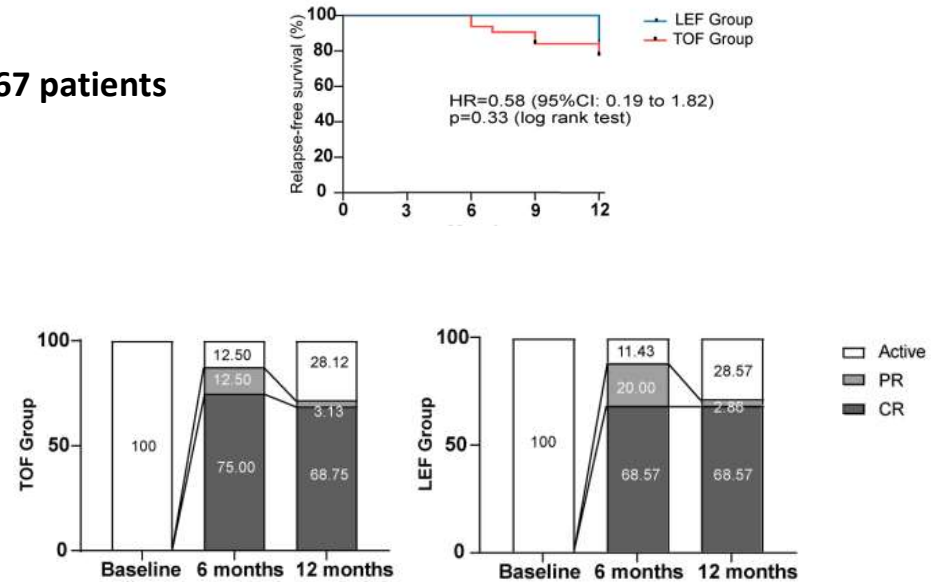 67 patients
Relapse-free survival (%)
100
80
60
40
20
0
0 3 6 9 12
LEF Group
TOF Group
HR=0.58 (95%CI: 0.19 to 1.82)
p=0.33 (log rank test)
TOF Group
100
50
0
100
12.50
12.50
75.00
28.12
3.13
68.75
Baseline 6 months 12 months
LEF Group
100
50
0
100
11.43
20.00
68.57
28.57
2.86
68.57
Baseline 6 months 12 months
Active
PR
CR